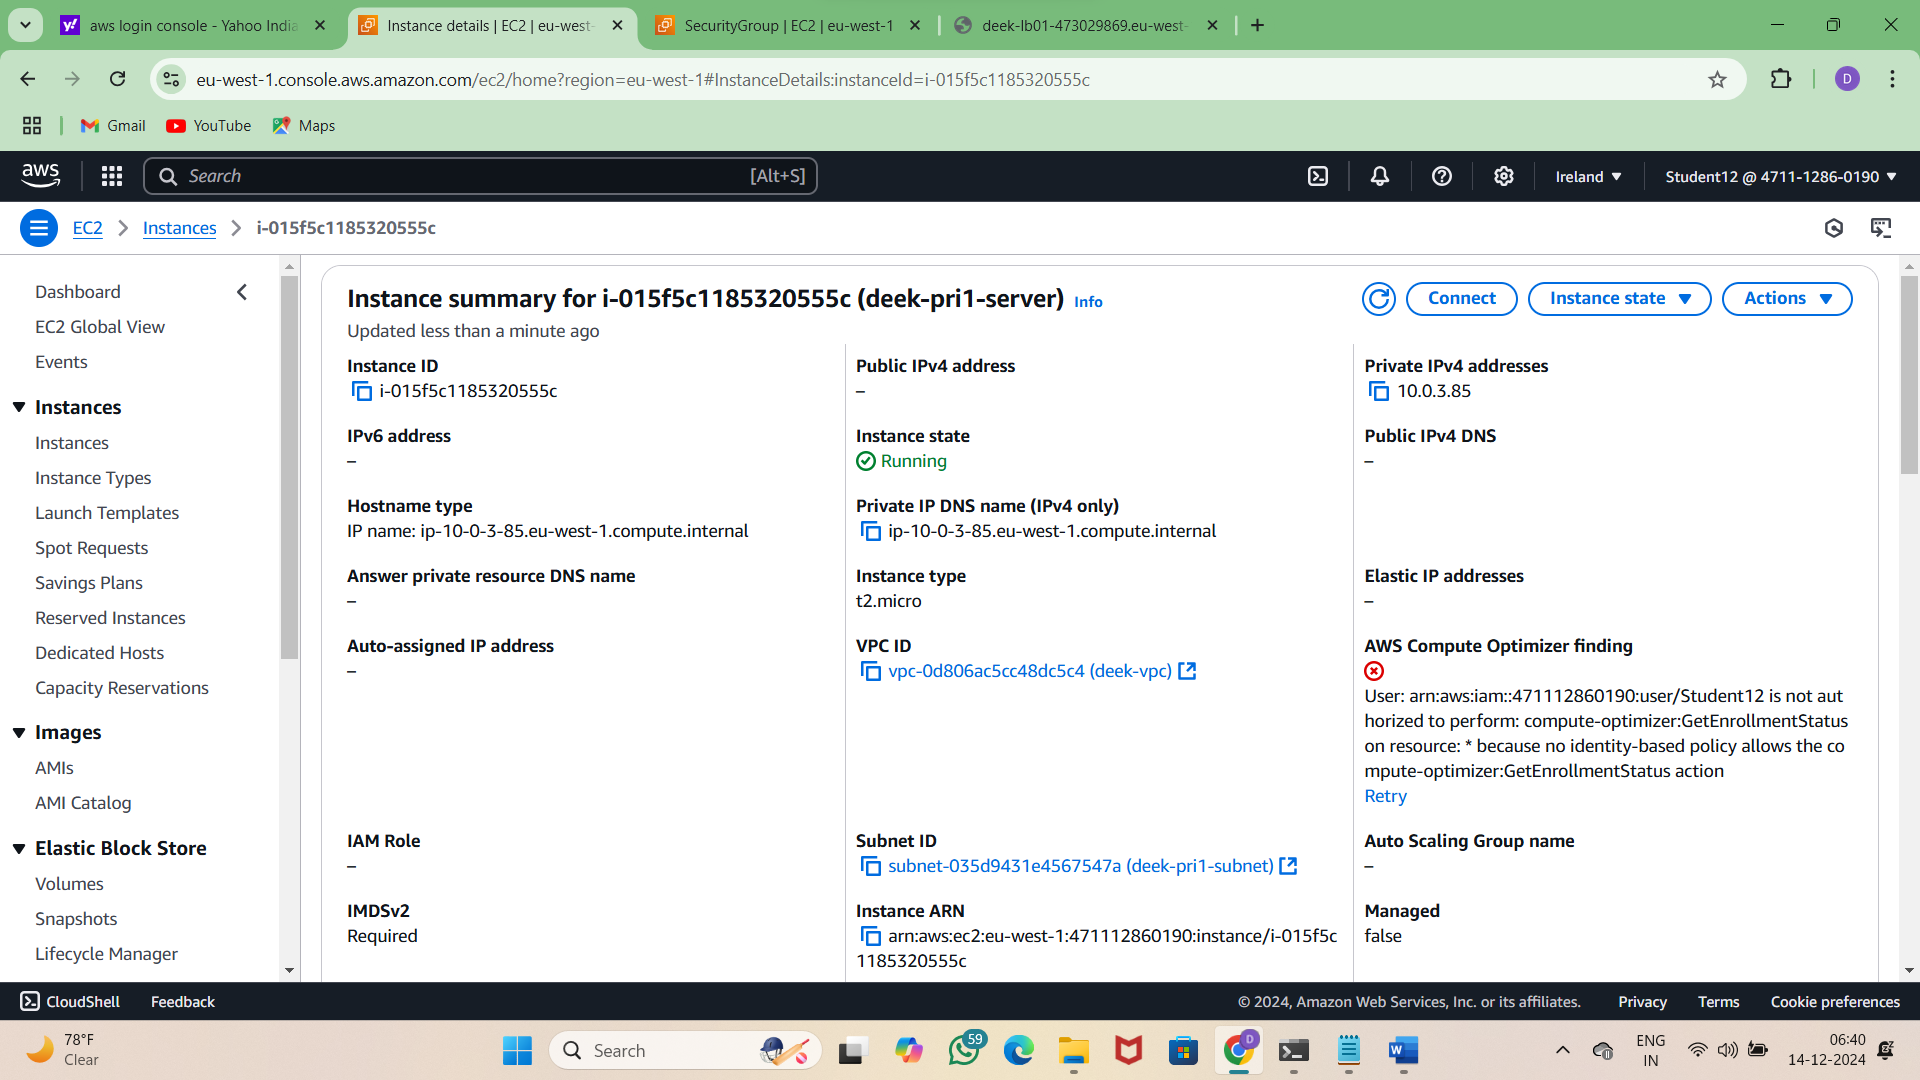 aws login console - Yahoo India
Instance details | EC2 | eu-west-
SecurityGroup | EC2 | eu-west-1
deek-lb01-473029869.eu-west-
eu-west-1.console.aws.amazon.com/ec2/home?region=eu-west-1#InstanceDetails:instanceId=i-015f5c1185320555c
D
Gmail
YouTube
Maps
aws
Search
[Alt+S]
Ireland
Student12 @ 4711-1286-0190
EC2
Instances
i-015f5c1185320555c
Dashboard
EC2 Global View
Events
Instances
Instances
Instance Types
Launch Templates
Spot Requests
Savings Plans
Reserved Instances
Dedicated Hosts
Capacity Reservations
Images
AMIs
AMI Catalog
Elastic Block Store
Volumes
Snapshots
Lifecycle Manager
Instance summary for i-015f5c1185320555c (deek-pri1-server) Info
Updated less than a minute ago
Connect
Instance state
Actions
Instance ID
i-015f5c1185320555c
Public IPv4 address
–
Private IPv4 addresses
10.0.3.85
IPv6 address
–
Instance state
Running
Public IPv4 DNS
–
Hostname type
IP name: ip-10-0-3-85.eu-west-1.compute.internal
Private IP DNS name (IPv4 only)
ip-10-0-3-85.eu-west-1.compute.internal
Answer private resource DNS name
–
Instance type
t2.micro
Elastic IP addresses
–
Auto-assigned IP address
–
VPC ID
vpc-0d806ac5cc48dc5c4 (deek-vpc)
AWS Compute Optimizer finding
User: arn:aws:iam::471112860190:user/Student12 is not aut
horized to perform: compute-optimizer:GetEnrollmentStatus
on resource: * because no identity-based policy allows the co
mpute-optimizer:GetEnrollmentStatus action
Retry
IAM Role
–
Subnet ID
subnet-035d9431e4567547a (deek-pri1-subnet)
Auto Scaling Group name
–
IMDSv2
Required
Instance ARN
arn:aws:ec2:eu-west-1:471112860190:instance/i-015f5c
1185320555c
Managed
false
CloudShell
Feedback
© 2024, Amazon Web Services, Inc. or its affiliates.
Privacy
Terms
Cookie preferences
78°F
Clear
Search
59
D
ENG
IN
06:40
14-12-2024